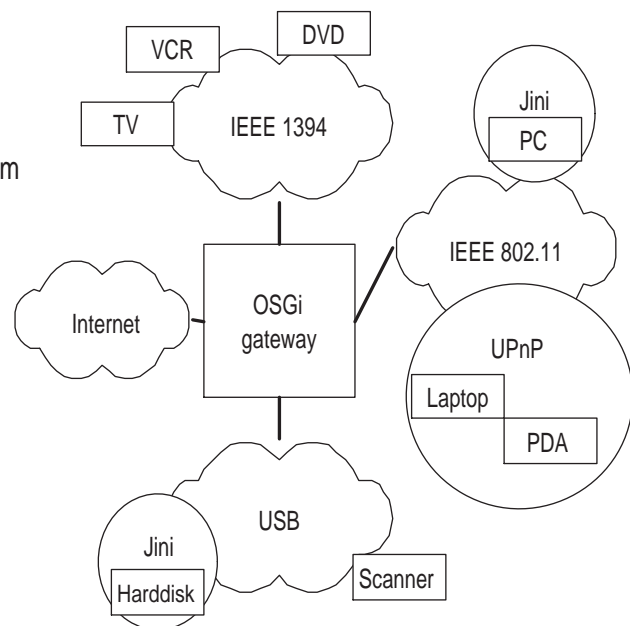 DVD
VCR
TV
IEEE 1394
Jini
PC
m
IEEE 802.11
OSGi
gateway
Internet
UPnP
Laptop
PDA
USB
Jini
Harddisk
Scanner